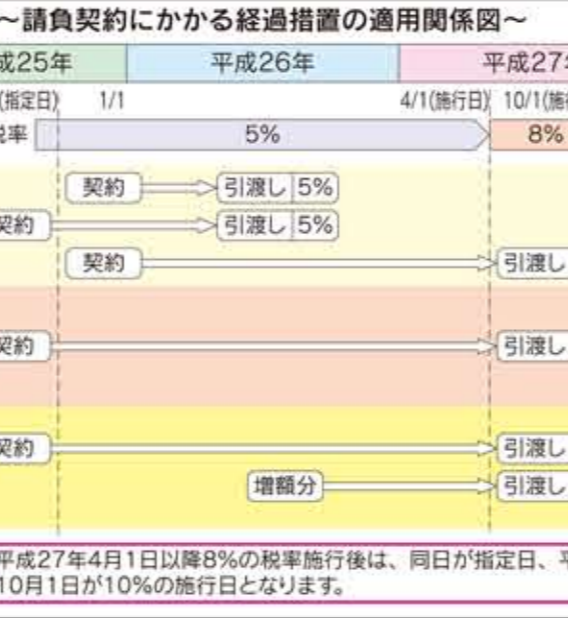 ～請負契約にかかる経過措置の適用関係図～
成25年 平成26年 平成27年
(指定日) 1/1 4/1(施行日) 10/1(施
税率 5% 8%
契約 引渡し 5%
契約 引渡し 5%
契約 引渡し
契約 引渡し
契約 引渡し
増額分 引渡し
平成27年4月1日以降8%の税率施行後は、同日が指定日、平
10月1日が10%の施行日となります。